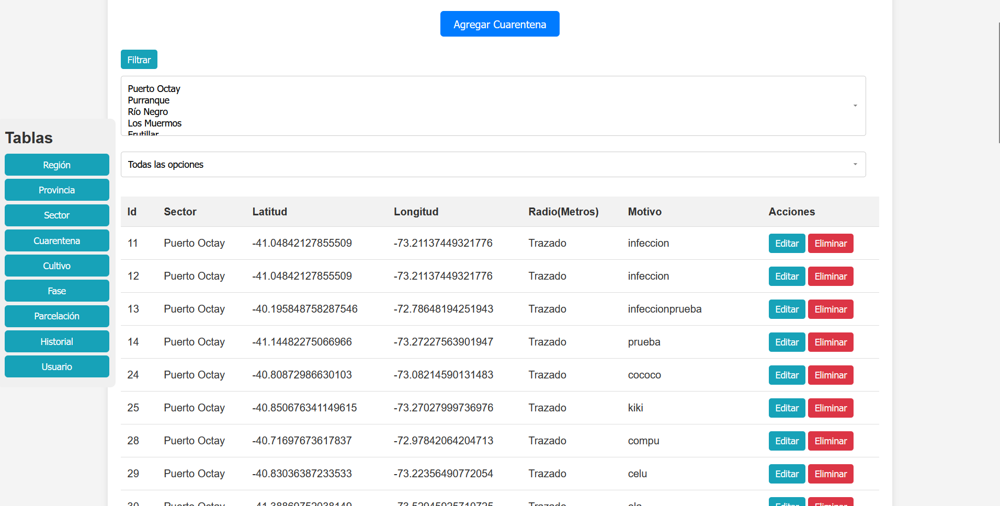 Agregar Cuarentena
Filtrar
Puerto Octay
Purranque
Río Negro
Los Muermos
Frutillar
Todas las opciones
Tablas
Región
Provincia
Sector
Cuarentena
Cultivo
Fase
Parcelación
Historial
Usuario
Id Sector Latitud Longitud Radio(Metros) Motivo Acciones
11 Puerto Octay -41.04842127855509 -73.21137449321776 Trazado infeccion Editar Eliminar
12 Puerto Octay -41.04842127855509 -73.21137449321776 Trazado infeccion Editar Eliminar
13 Puerto Octay -40.195848758287546 -72.78648194251943 Trazado infeccionprueba Editar Eliminar
14 Puerto Octay -41.14482275066966 -73.27227563901947 Trazado prueba Editar Eliminar
24 Puerto Octay -40.80872986630103 -73.08214590131483 Trazado cococo Editar Eliminar
25 Puerto Octay -40.850676341149615 -73.27027999736976 Trazado kiki Editar Eliminar
28 Puerto Octay -40.71697673617837 -72.97842064204713 Trazado compu Editar Eliminar
29 Puerto Octay -40.83036387233533 -73.22356490772054 Trazado celu Editar Eliminar
30 Puerto Octay Trazado Editar Eliminar